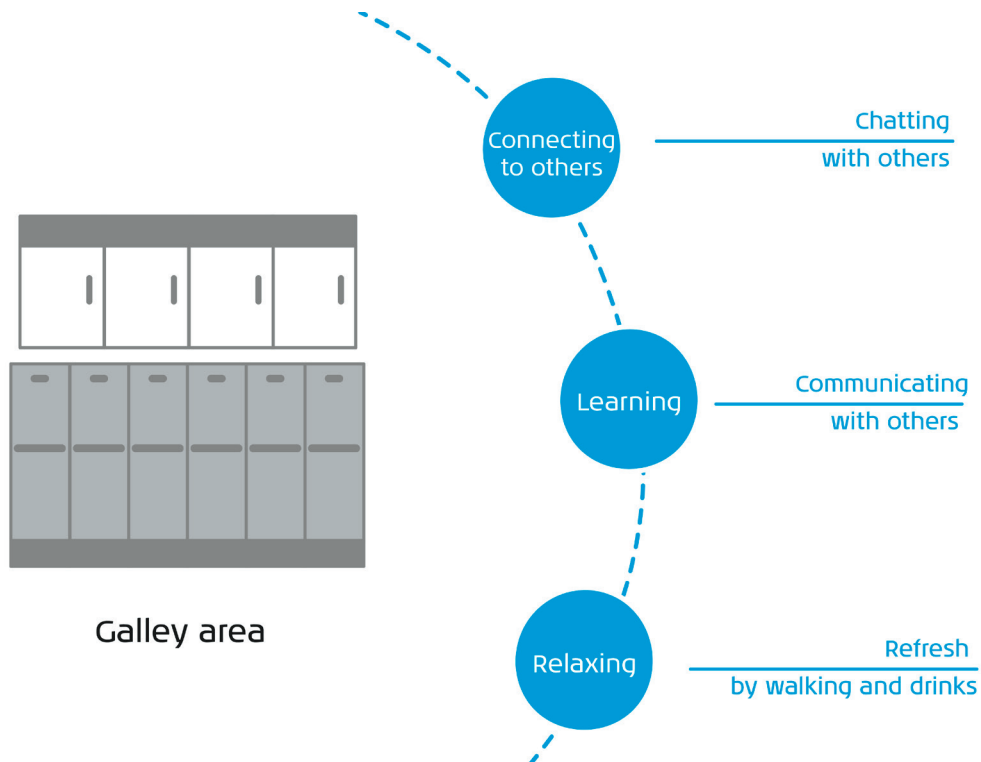 Connecting
to others
Chatting
with others
Learning
Communicating
with others
Galley area
Relaxing
Refresh
by walking and drinks